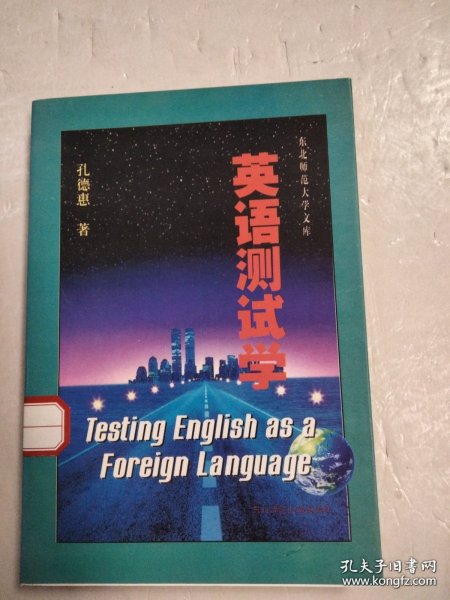 东北师范大学文库
英语测试学
孔德惠 著
Testing English as a
Foreign Language
孔夫子旧书网
www.kongfz.com